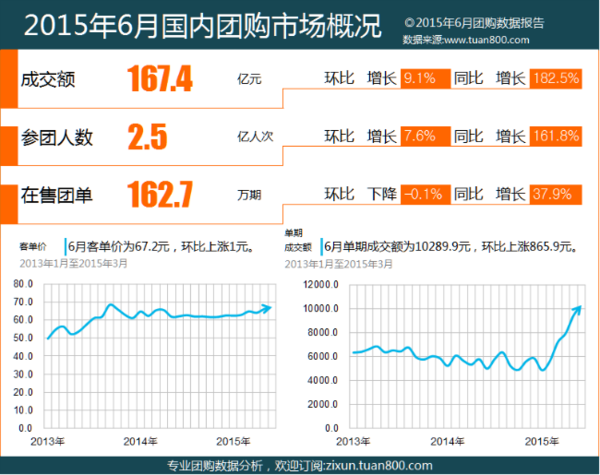 2015年6月国内团购市场概况
©2015年6月团购数据报告
数据来源:www.tuan800.com
成交额 167.4 亿元 环比 增长 9.1% 同比 增长 182.5%
参团人数 2.5 亿人次 环比 增长 7.6% 同比 增长 161.8%
在售团单 162.7 万期 环比 下降 -0.1% 同比 增长 37.9%
客单价 6月客单价为67.2元，环比上涨1元。
2013年1月至2015年3月
80.0
70.0
60.0
50.0
40.0
30.0
20.0
10.0
0.0
2013年 2014年 2015年
单期
成交额 6月单期成交额为10289.9元，环比上涨865.9元。
2013年1月至2015年3月
12000.0
10000.0
8000.0
6000.0
4000.0
2000.0
0.0
2013年 2014年 2015年
专业团购数据分析，欢迎订阅:zixun.tuan800.com